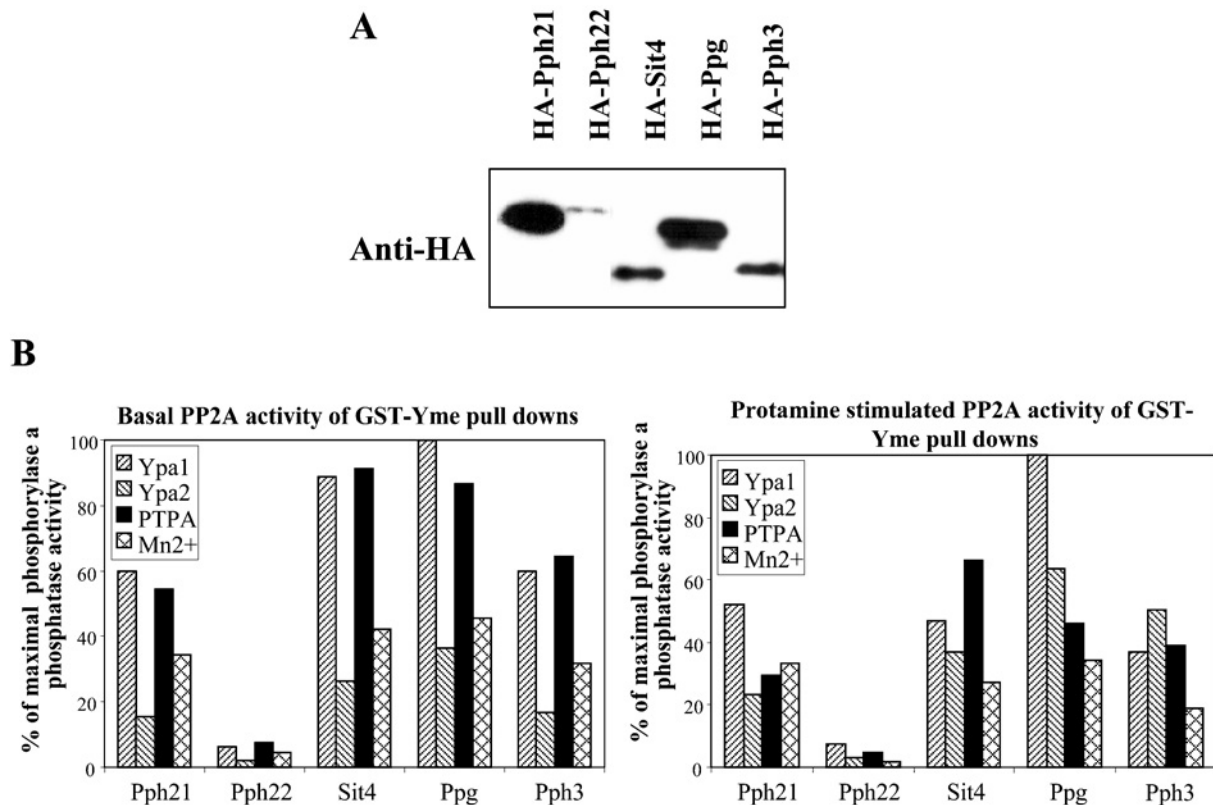 A
HA-Pph21
HA-Pph22
HA-Sit4
HA-Ppg
HA-Pph3
Anti-HA
B
Basal PP2A activity of GST-Yme pull downs
% of maximal phosphorylase a
phosphatase activity
100
80
60
40
20
0
Ypa1
Ypa2
PTPA
Mn2+
Pph21
Pph22
Sit4
Ppg
Pph3
Protamine stimulated PP2A activity of GST-
Yme pull downs
% of maximal phosphorylase a
phosphatase activity
100
80
60
40
20
0
Ypa1
Ypa2
PTPA
Mn2+
Pph21
Pph22
Sit4
Ppg
Pph3